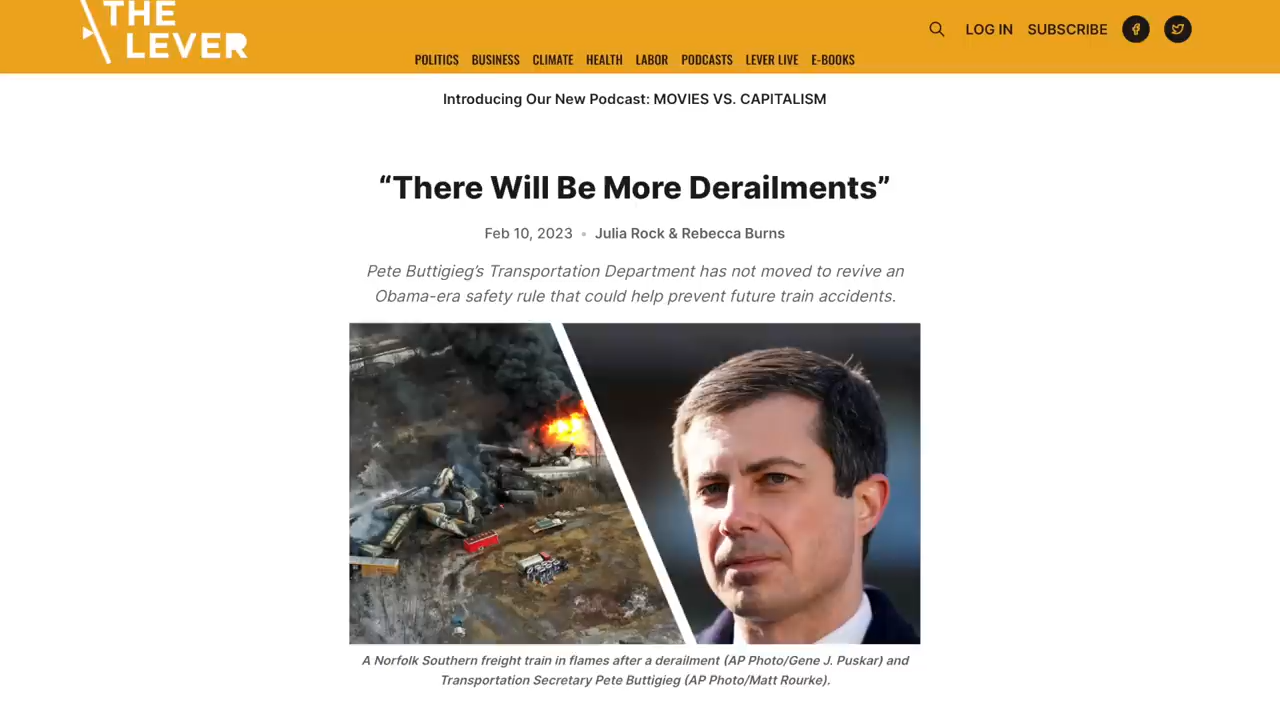 THE
LEVER
LOG IN SUBSCRIBE
POLITICS BUSINESS CLIMATE HEALTH LABOR PODCASTS LEVER LIVE E-BOOKS
Introducing Our New Podcast: MOVIES VS. CAPITALISM
“There Will Be More Derailments”
Feb 10, 2023 • Julia Rock & Rebecca Burns
Pete Buttigieg’s Transportation Department has not moved to revive an
Obama-era safety rule that could help prevent future train accidents.
A Norfolk Southern freight train in flames after a derailment (AP Photo/Gene J. Puskar) and
Transportation Secretary Pete Buttigieg (AP Photo/Matt Rourke).